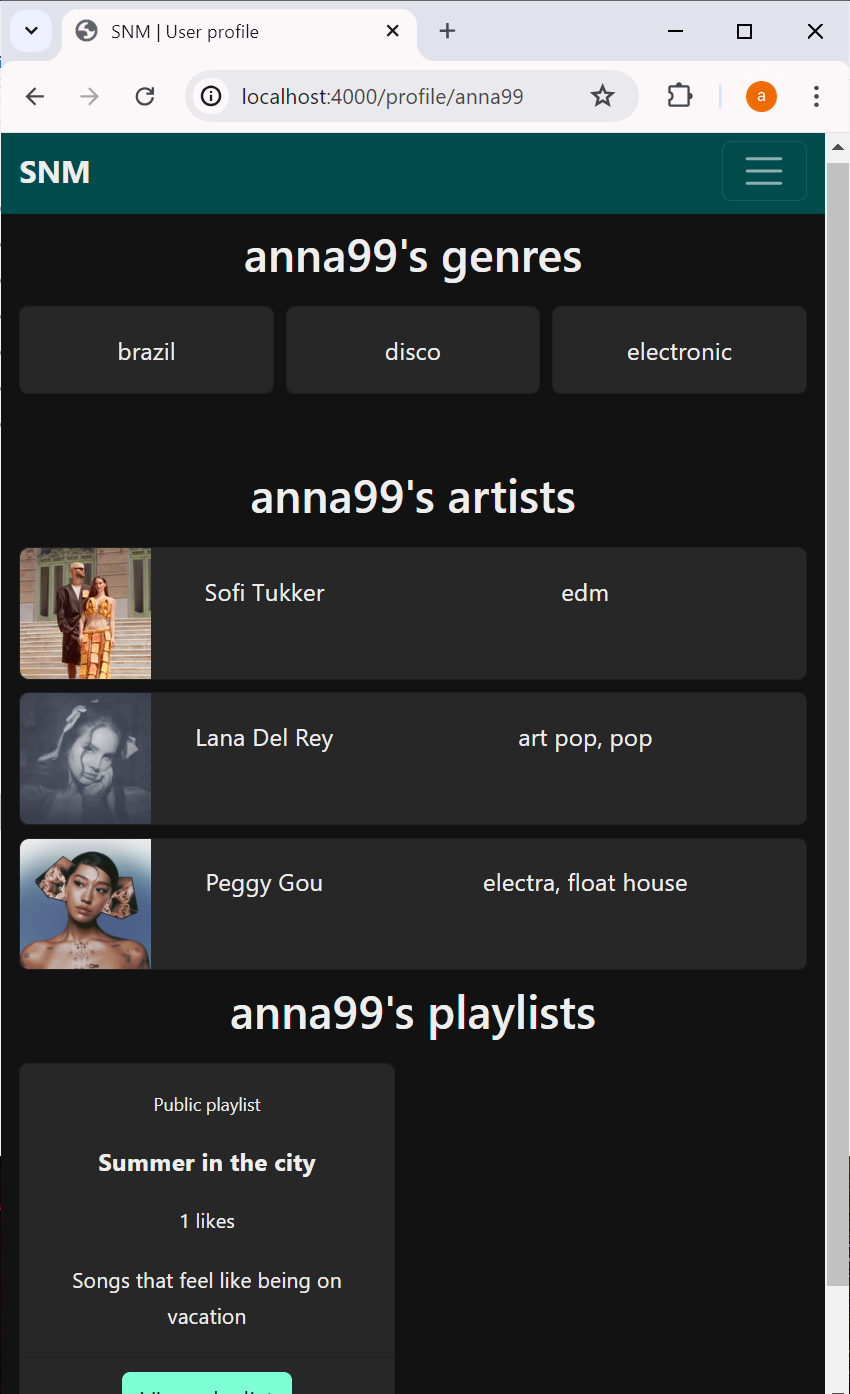 SNM | User profile
localhost:4000/profile/anna99
a
SNM
anna99's genres
brazil
disco
electronic
anna99's artists
Sofi Tukker
edm
Lana Del Rey
art pop, pop
Peggy Gou
electra, float house
anna99's playlists
Public playlist
Summer in the city
1 likes
Songs that feel like being on
vacation